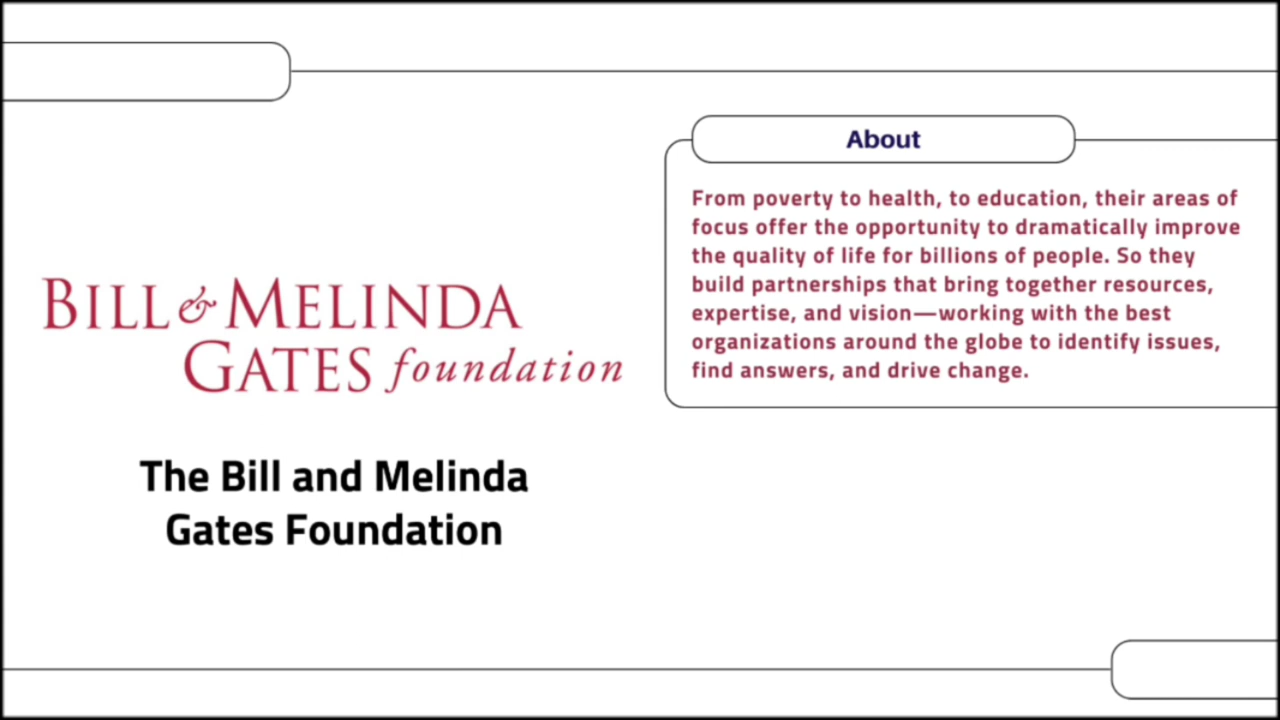 BILL & MELINDA
GATES foundation
The Bill and Melinda
Gates Foundation
About
From poverty to health, to education, their areas of
focus offer the opportunity to dramatically improve
the quality of life for billions of people. So they
build partnerships that bring together resources,
expertise, and vision—working with the best
organizations around the globe to identify issues,
find answers, and drive change.